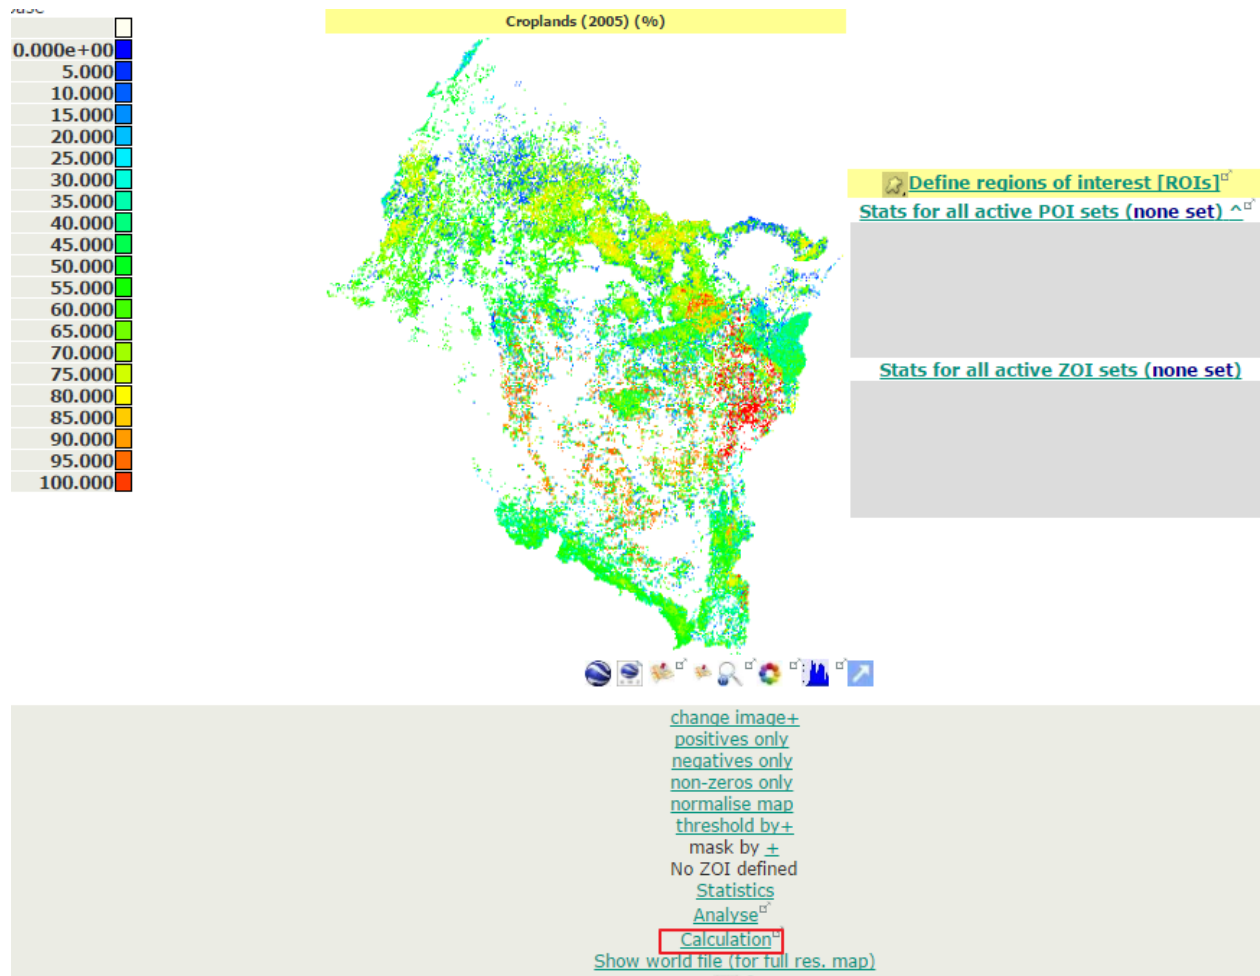 Croplands (2005) (%)
0.000e+00
5.000
10.000
15.000
20.000
25.000
30.000
35.000
40.000
45.000
50.000
55.000
60.000
65.000
70.000
75.000
80.000
85.000
90.000
95.000
100.000
Define regions of interest [ROIs]
Stats for all active POI sets (none set) ^
Stats for all active ZOI sets (none set)
change image+
positives only
negatives only
non-zeros only
normalise map
threshold by+
mask by +
No ZOI defined
Statistics
Analyse
Calculation
Show world file (for full res. map)